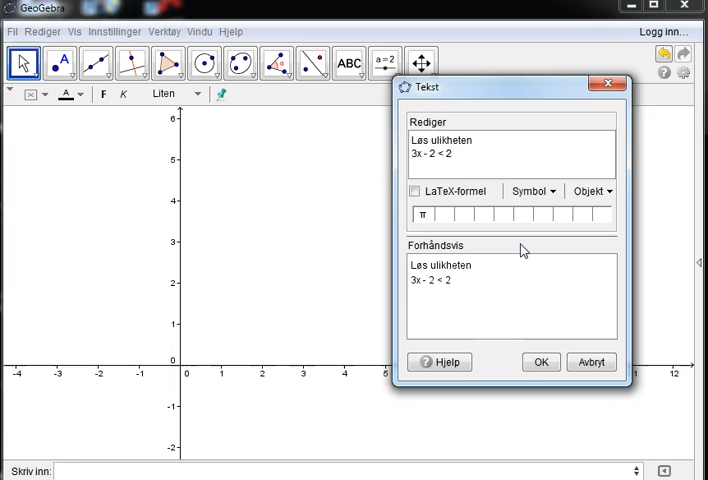 GeoGebra
Fil Rediger Vis Innstillinger Verktøy Vindu Hjelp Logg inn...
A ABC a=2
A F K Liten
Tekst
Rediger
Løs ulikheten
3x - 2 < 2
LaTeX-formel Symbol Objekt
π
Forhåndsvis
Løs ulikheten
3x - 2 < 2
Hjelp OK Avbryt
6
5
4
3
2
1
0
-4 -3 -2 -1 0 1 2 3 4 5 12
-1
-2
Skriv inn: